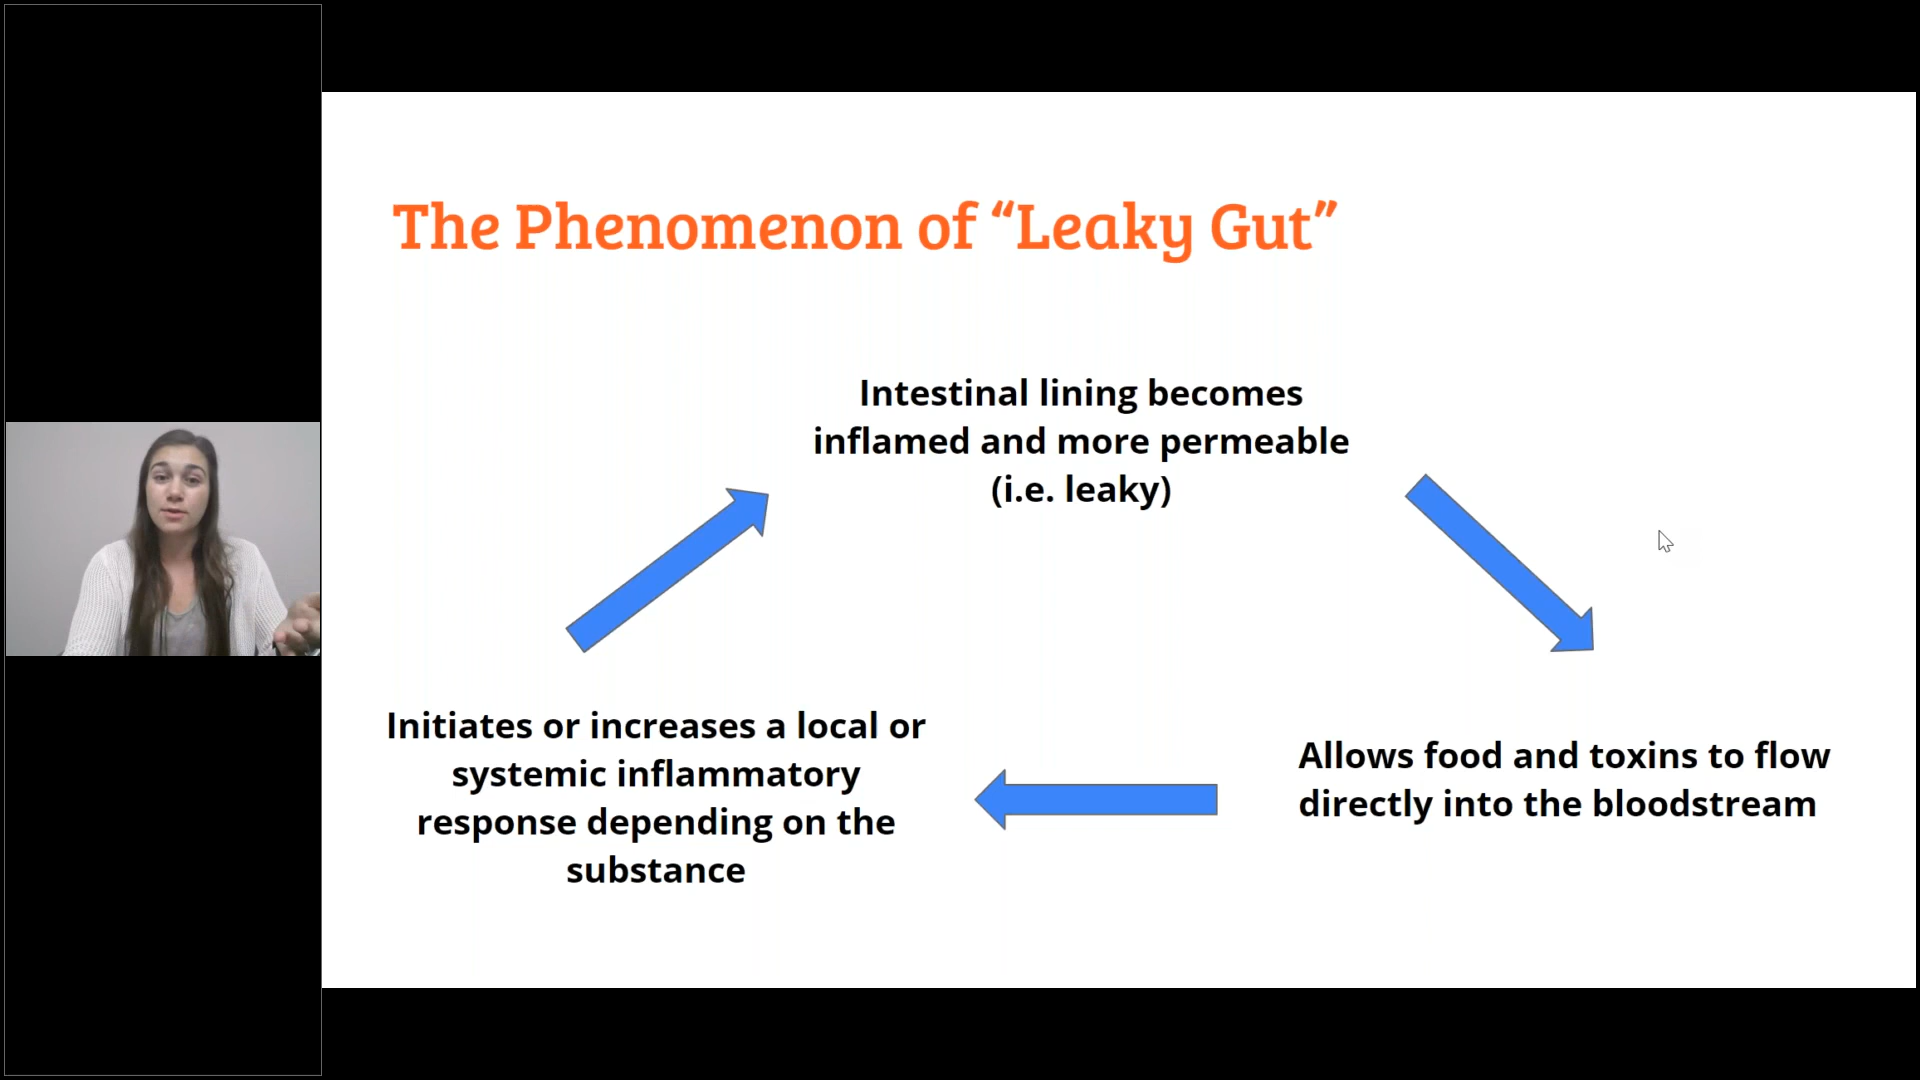 The Phenomenon of “Leaky Gut”
Intestinal lining becomes
inflamed and more permeable
(i.e. leaky)
Initiates or increases a local or
systemic inflammatory
response depending on the
substance
Allows food and toxins to flow
directly into the bloodstream